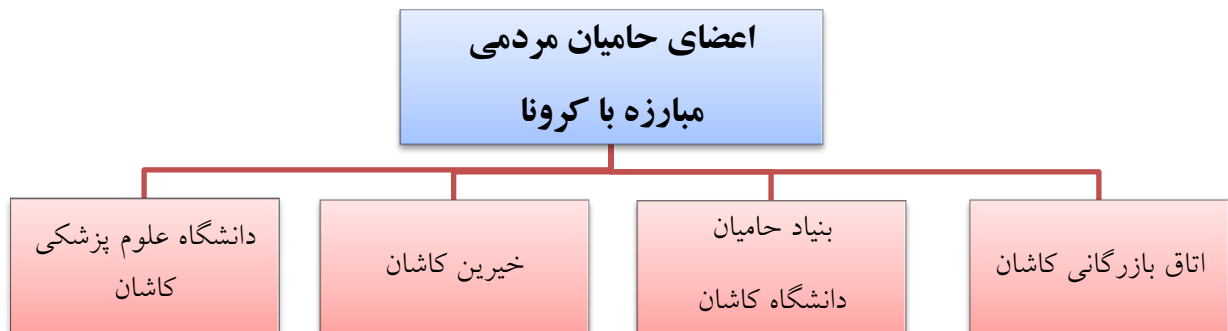 اعضای حامیان مردمی
مبارزه با کرونا
اتاق بازرگانی کاشان
بنیاد حامیان
دانشگاه کاشان
خیرین کاشان
دانشگاه علوم پزشکی
کاشان